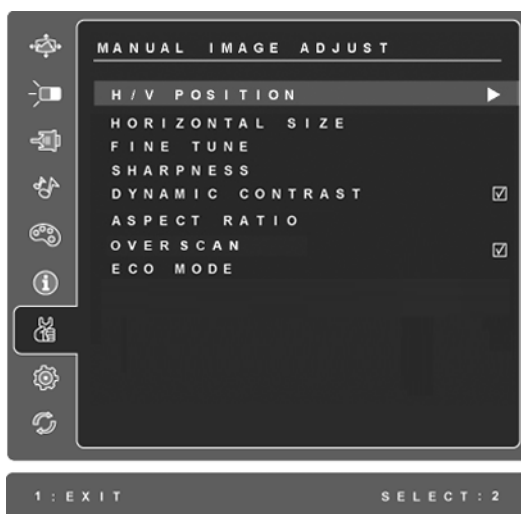 MANUAL IMAGE ADJUST
H/V POSITION
HORIZONTAL SIZE
FINE TUNE
SHARPNESS
DYNAMIC CONTRAST
ASPECT RATIO
OVERSCAN
ECO MODE
1:EXIT SELECT:2